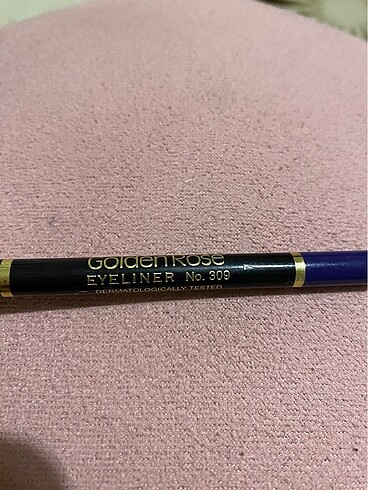 Golden Rose
EYELINER No. 309
DERMATOLOGICALLY TESTED